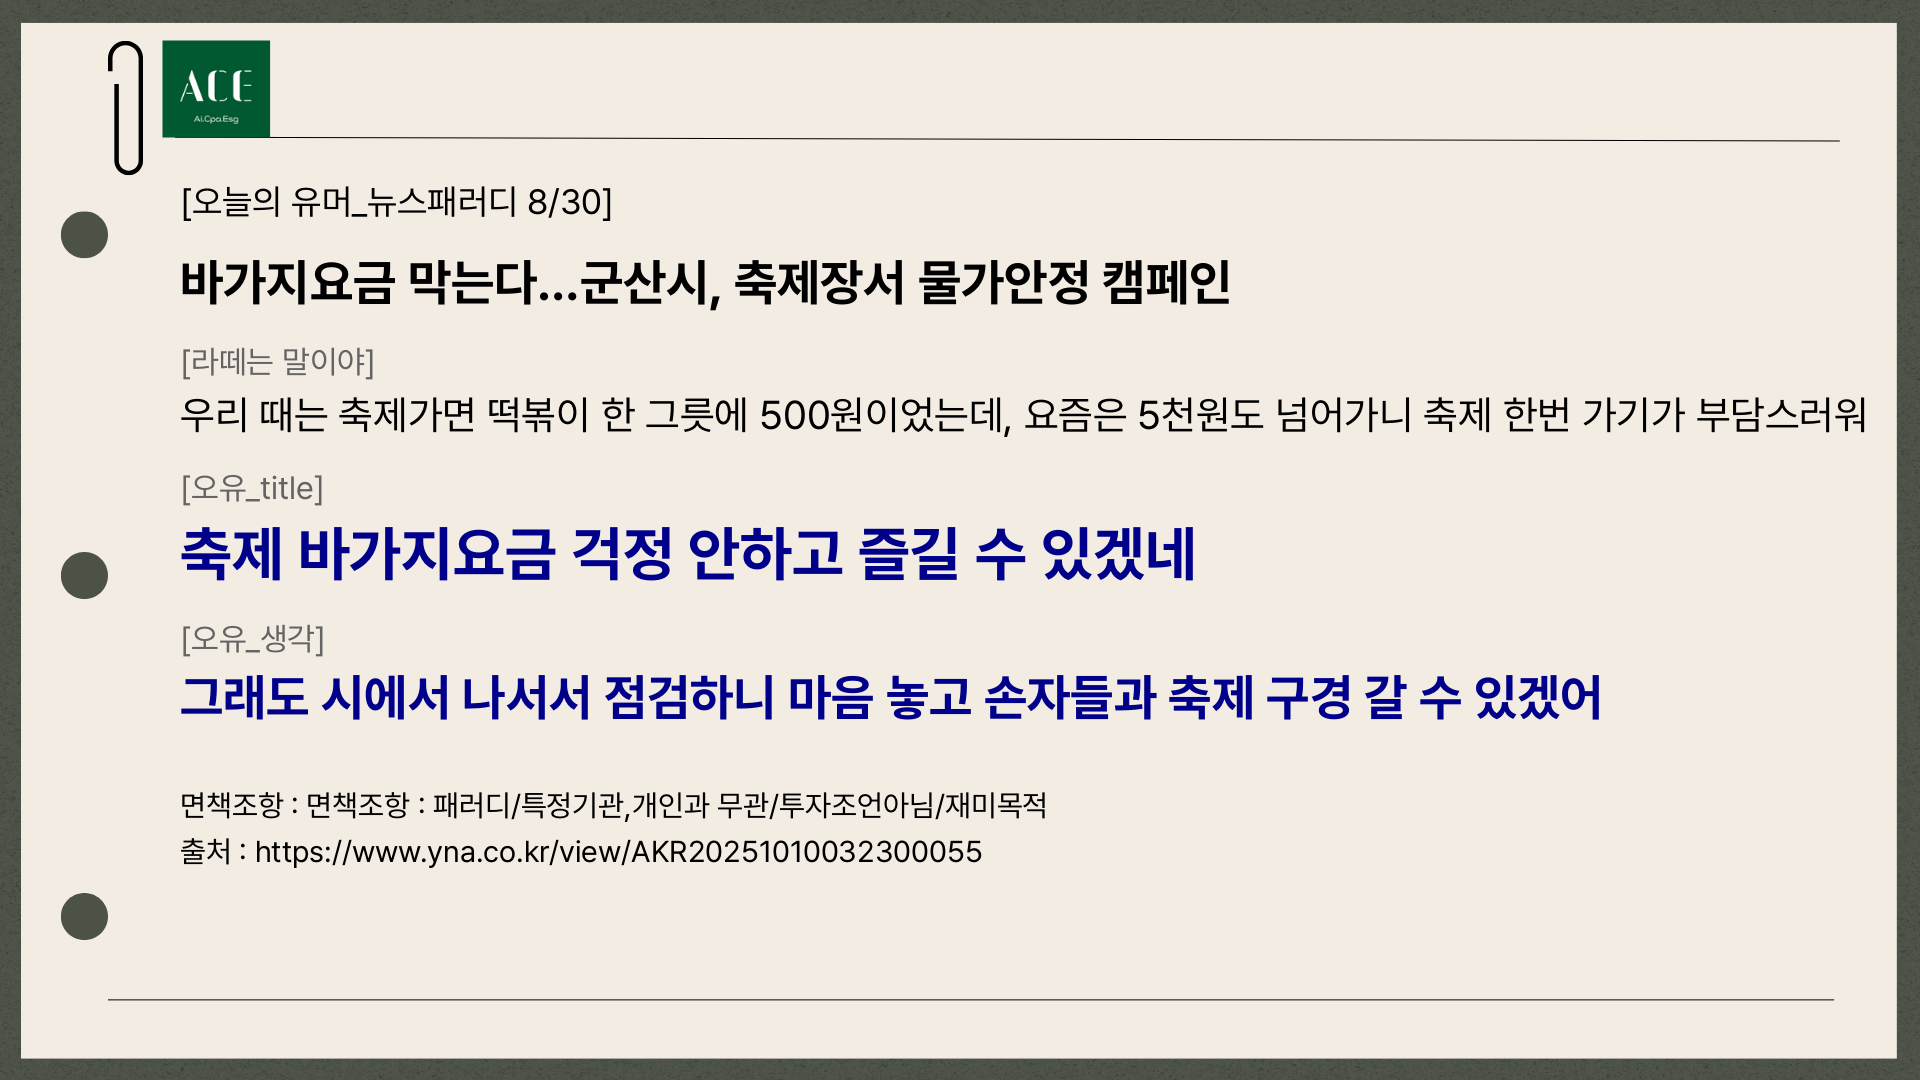 ACE
Ai.Cpa.Esg
[오늘의 유머_뉴스패러디 8/30]
바가지요금 막는다...군산시, 축제장서 물가안정 캠페인
[라떼는 말이야]
우리 때는 축제가면 떡볶이 한 그릇에 500원이었는데, 요즘은 5천원도 넘어가니 축제 한번 가기가 부담스러워
[오유_title]
축제 바가지요금 걱정 안하고 즐길 수 있겠네
[오유_생각]
그래도 시에서 나서서 점검하니 마음 놓고 손자들과 축제 구경 갈 수 있겠어
면책조항 : 면책조항 : 패러디/특정기관,개인과 무관/투자조언아님/재미목적
출처 : https://www.yna.co.kr/view/AKR20251010032300055